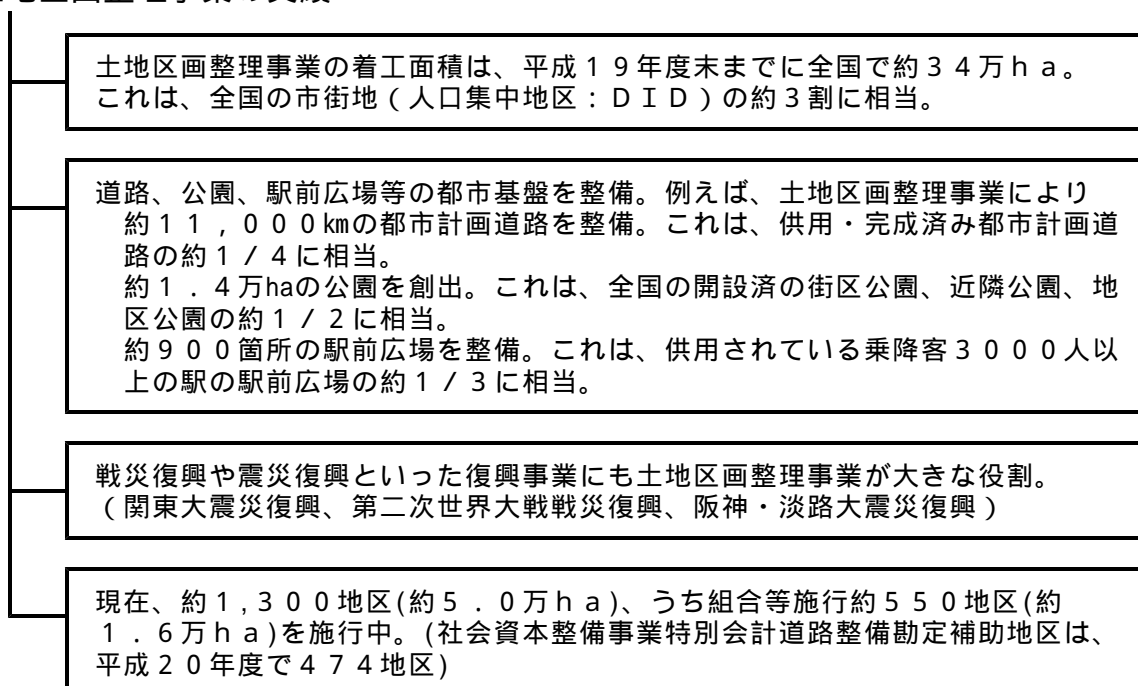 土地区画整理事業の着工面積は、平成１９年度末までに全国で約３４万ｈａ。
これは、全国の市街地（人口集中地区：ＤＩＤ）の約３割に相当。
道路、公園、駅前広場等の都市基盤を整備。例えば、土地区画整理事業により
約１１，０００㎞の都市計画道路を整備。これは、供用・完成済み都市計画道
路の約１／４に相当。
約１．４万haの公園を創出。これは、全国の開設済の街区公園、近隣公園、地
区公園の約１／２に相当。
約９００箇所の駅前広場を整備。これは、供用されている乗降客３０００人以
上の駅の駅前広場の約１／３に相当。
戦災復興や震災復興といった復興事業にも土地区画整理事業が大きな役割。
（関東大震災復興、第二次世界大戦戦災復興、阪神・淡路大震災復興）
現在、約１,３００地区(約５．０万ｈａ)、うち組合等施行約５５０地区(約
１．６万ｈａ)を施行中。(社会資本整備事業特別会計道路整備勘定補助地区は、
平成２０年度で４７４地区)